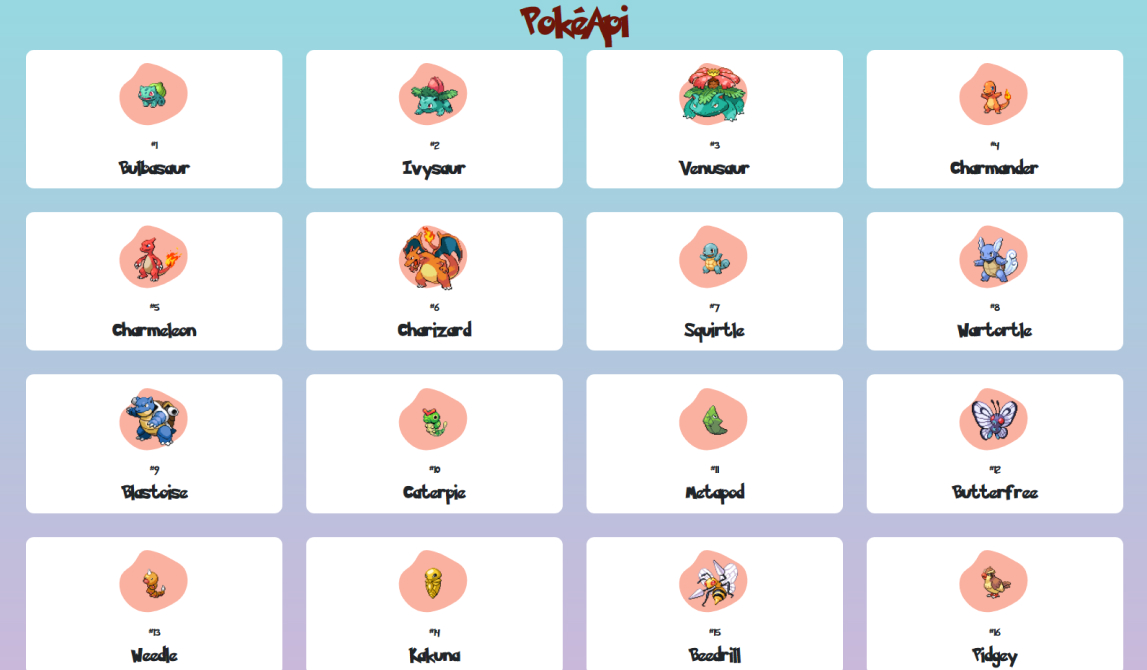 PokéApi
#1
Bulbasaur
#2
Ivysaur
#3
Venusaur
#4
Charmander
#5
Charmeleon
#6
Charizard
#7
Squirtle
#8
Wartortle
#9
Blastoise
#10
Caterpie
#11
Metapod
#12
Butterfree
#13
Weedle
#14
Kakuna
#15
Beedrill
#16
Pidgey